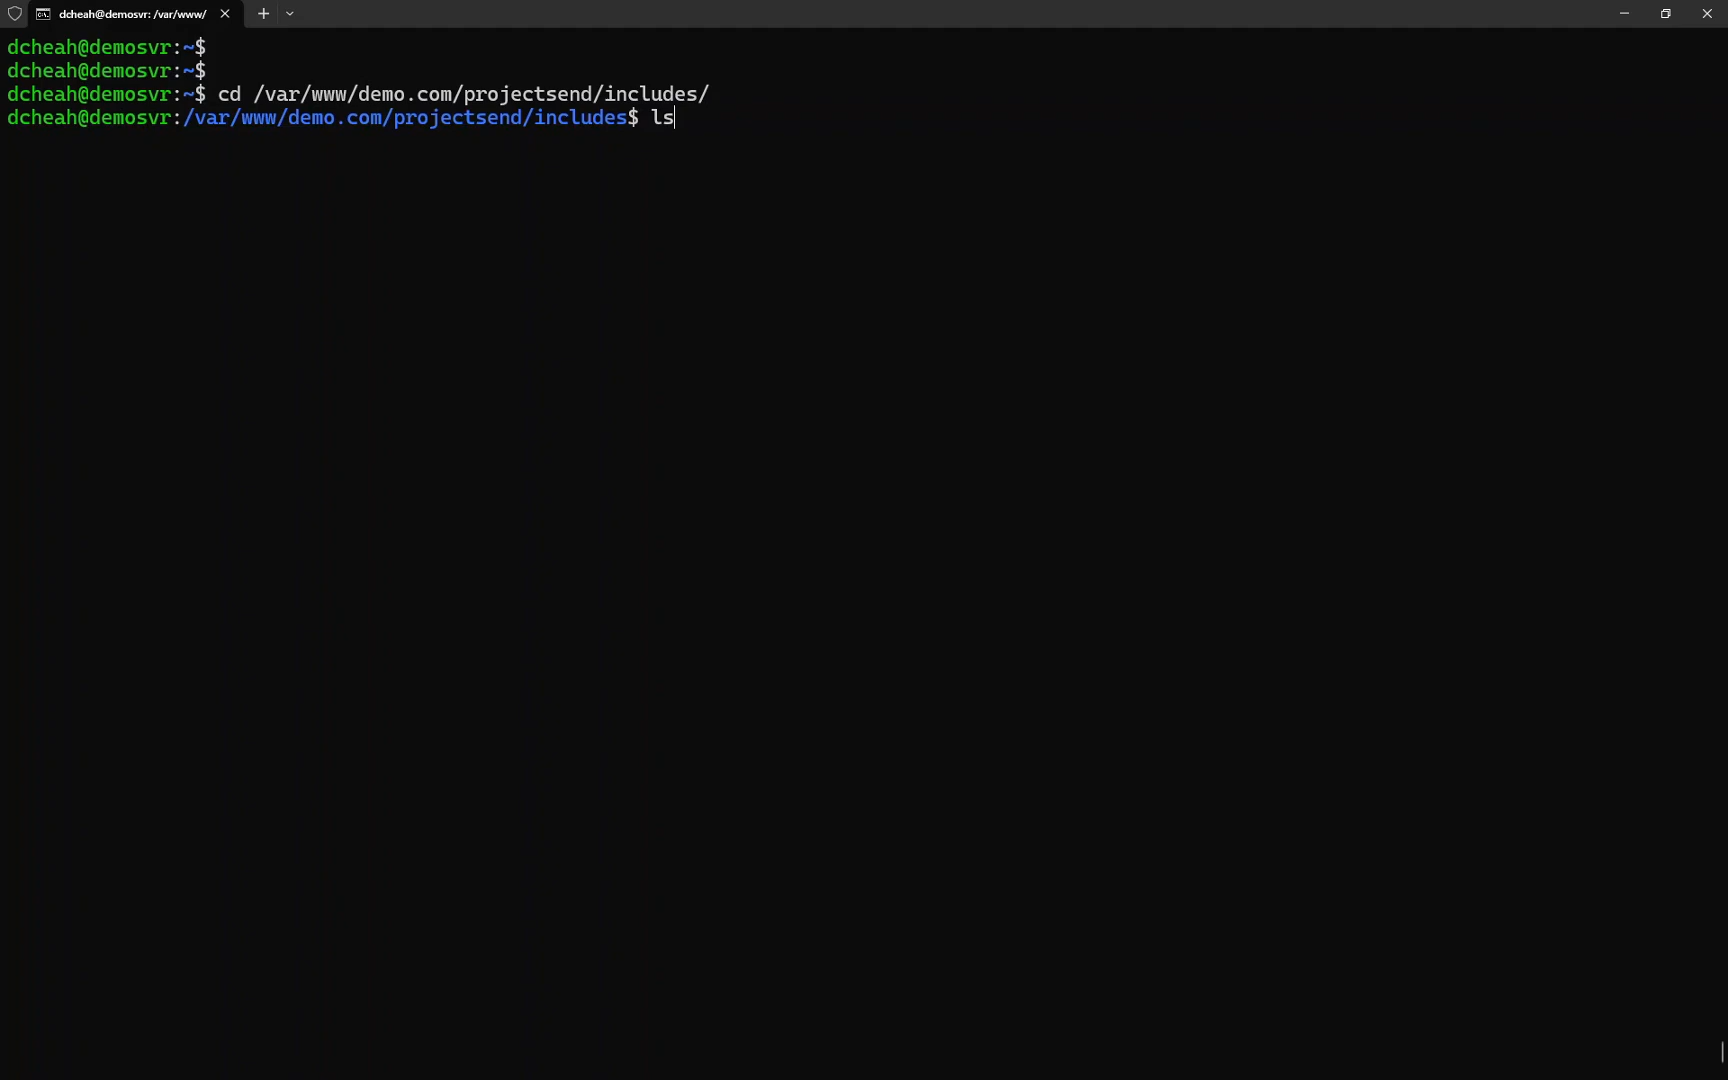 dcheah@demosvr: /var/www/
dcheah@demosvr:~$
dcheah@demosvr:~$
dcheah@demosvr:~$ cd /var/www/demo.com/projectsend/includes/
dcheah@demosvr:/var/www/demo.com/projectsend/includes$ ls